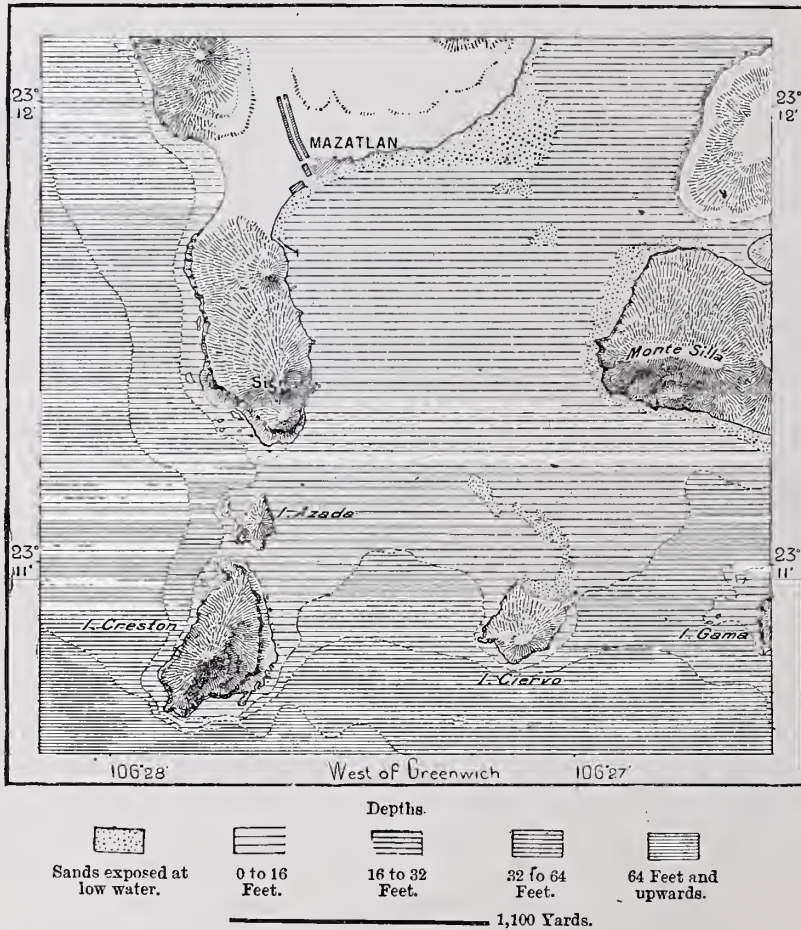 23°
12'
23°
12'
MAZATLAN
Monte Silla
I. Azada
23°
11'
23°
11'
I. Creston
I. Gama
I. Ciervo
106°28'
West of Greenwich
106°27'
Depths.
Sands exposed at
low water.
0 to 16
Feet.
16 to 32
Feet.
32 to 64
Feet.
64 Feet and
upwards.
1,100 Yards.